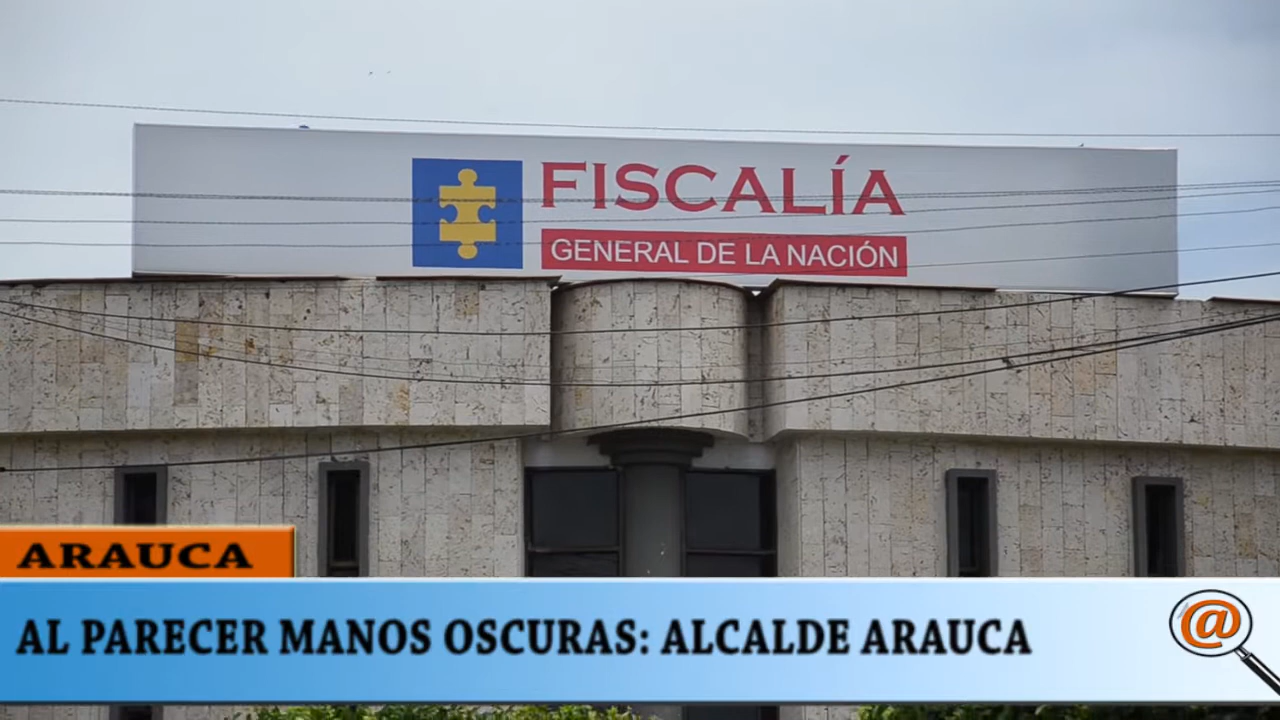 FISCALÍA
GENERAL DE LA NACIÓN
ARAUCA
AL PARECER MANOS OSCURAS: ALCALDE ARAUCA
@